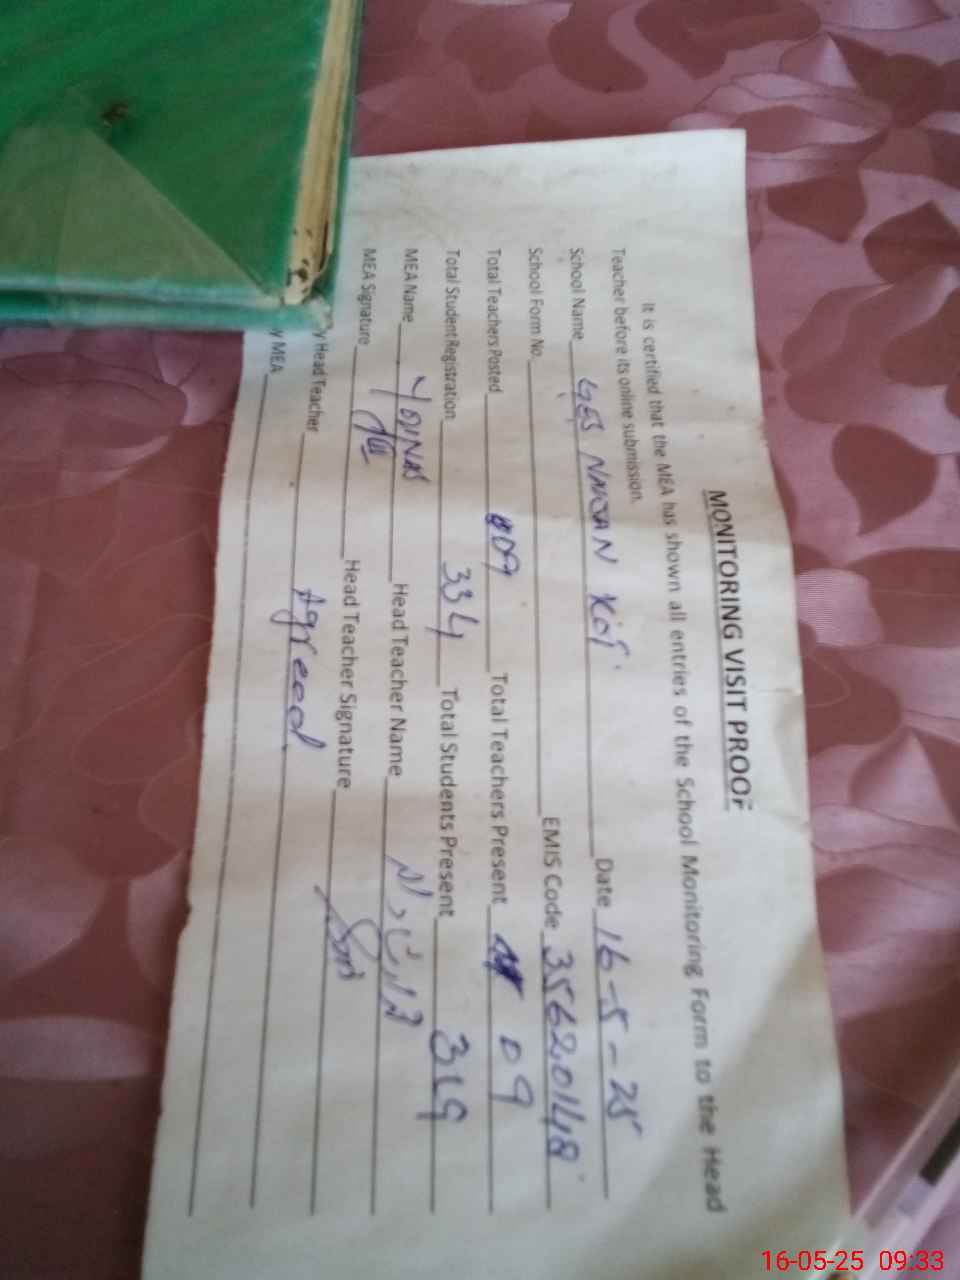 MONITORING VISIT PROOF
It is certified that the MEA has shown all entries of the School Monitoring Form to the Head
Teacher before its online submission.
School Name GES NAWAN KOT Date 16-5-25
School Form No. EMIS Code 35620148
Total Teachers Posted 09 Total Teachers Present 09
Total Student Registration 334 Total Students Present 319
MEA Name Head Teacher Name
MEA Signature Head Teacher Signature
y Head Teacher Agreed
y MEA
16-05-25 09:33